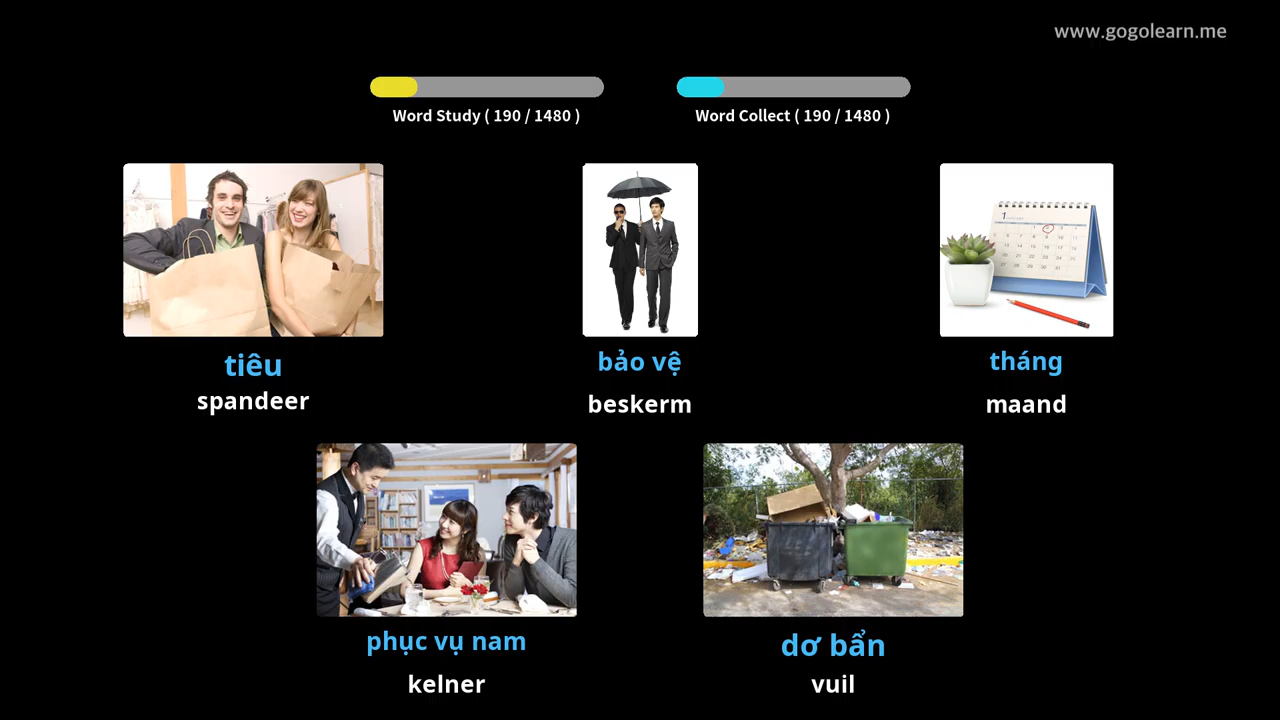 www.gogolearn.me
Word Study ( 190 / 1480 )
Word Collect ( 190 / 1480 )
tiêu
spandeer
bảo vệ
beskerm
tháng
maand
phục vụ nam
kelner
dơ bẩn
vuil